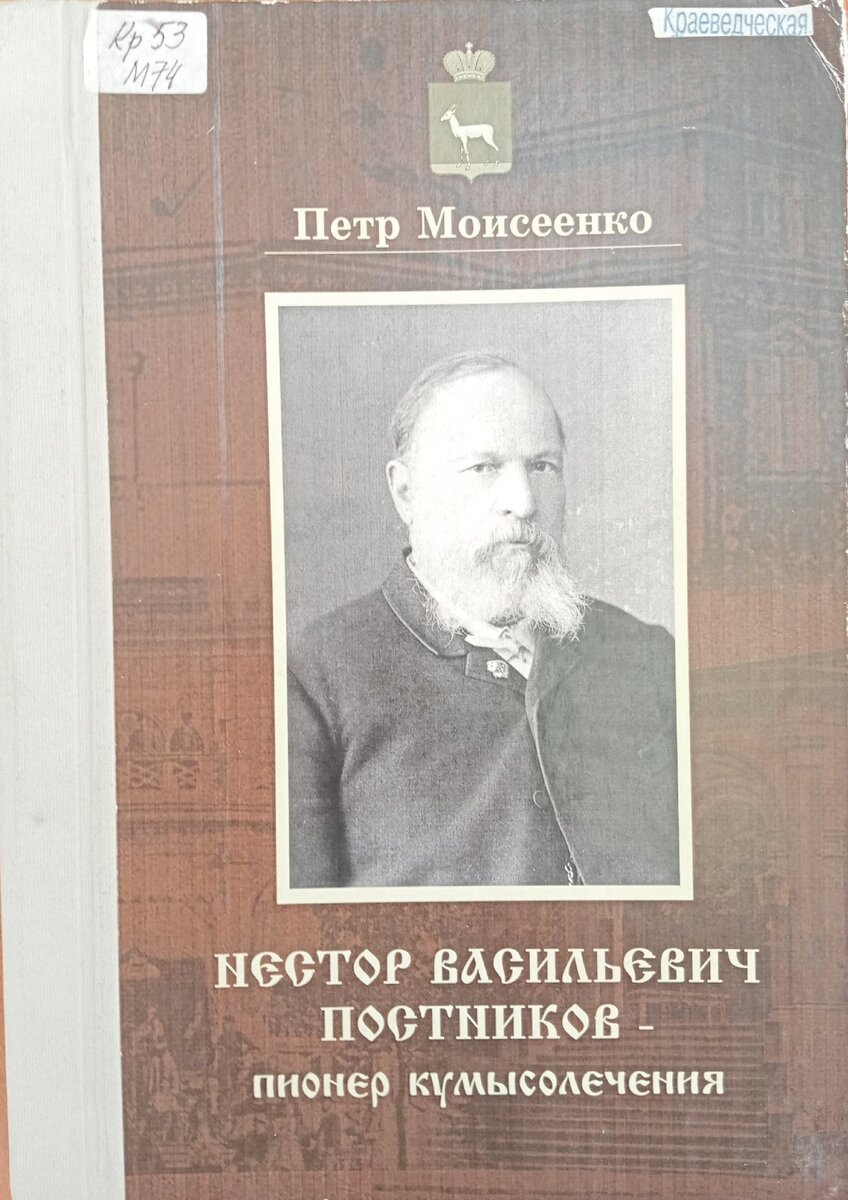 Кр 53
М74
Краеведческая
Петр Моисеенко
НЕСТОР ВАСИЛЬЕВИЧ
ПОСТНИКОВ –
ПИОНЕР КУМЫСОЛЕЧЕНИЯ